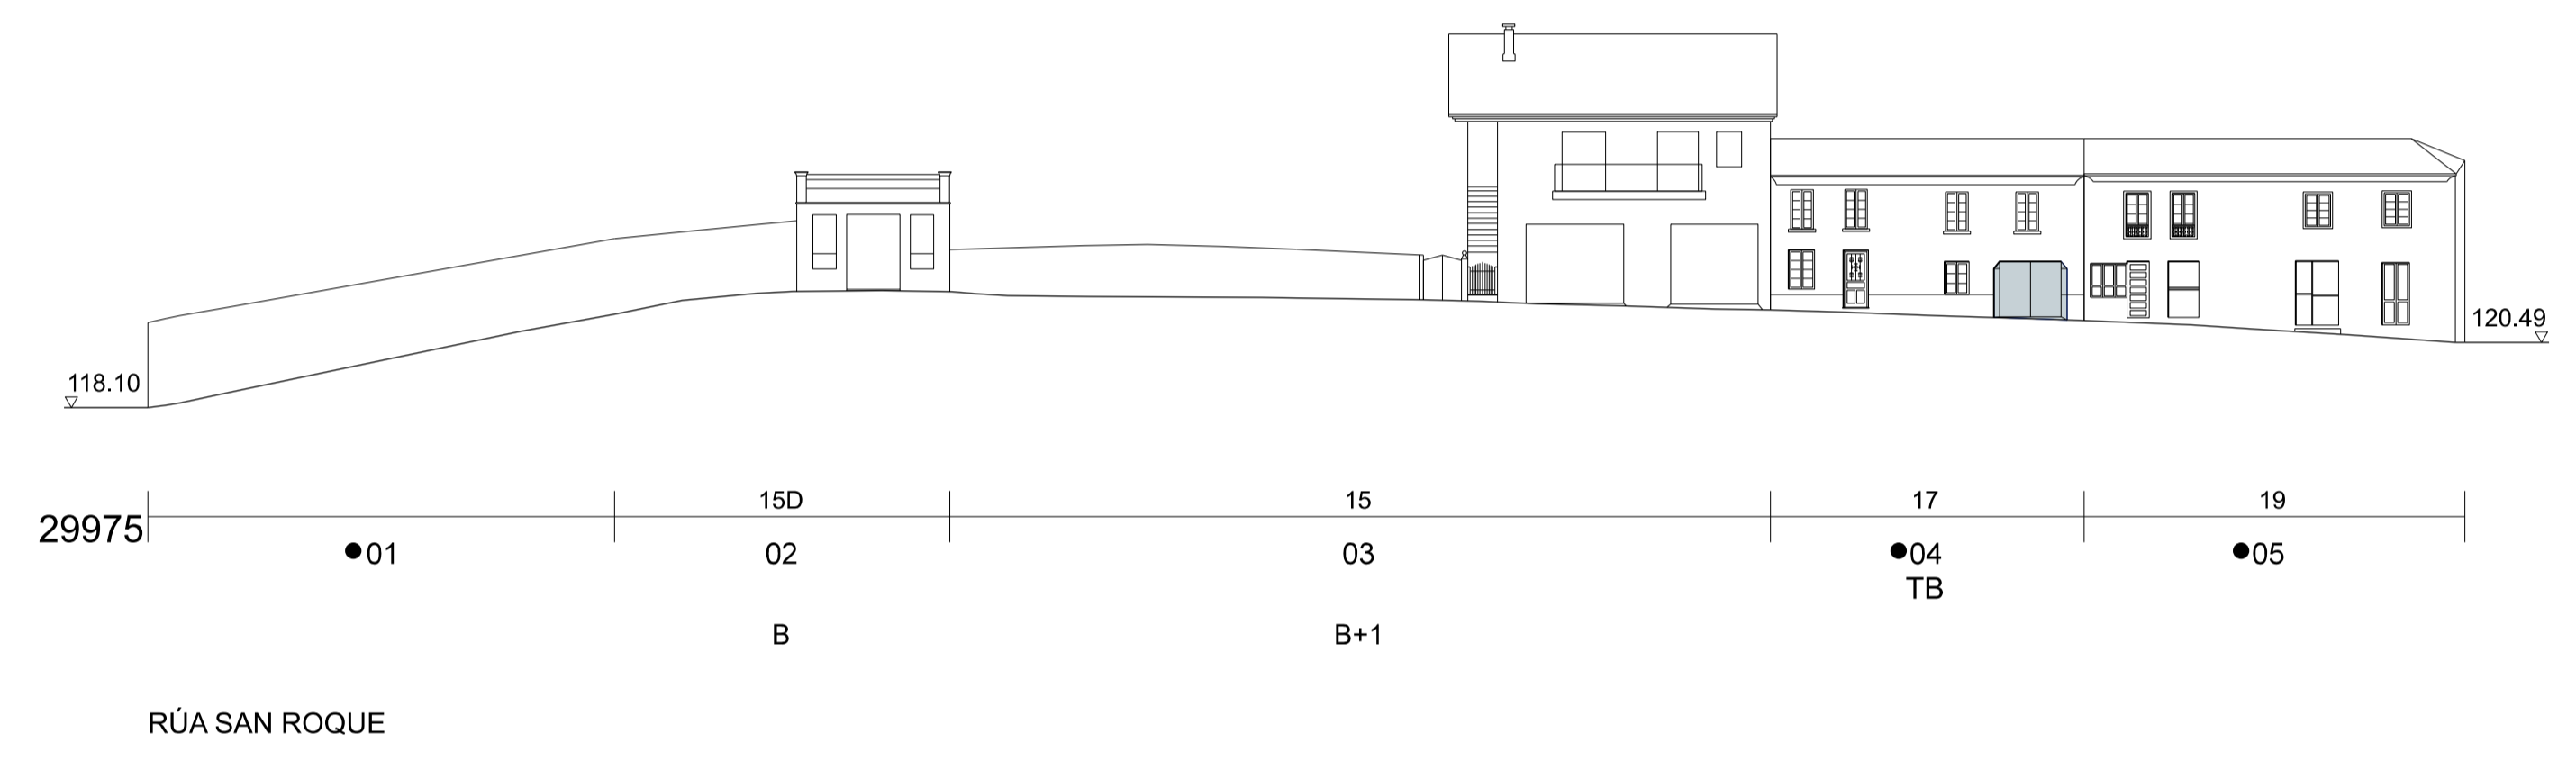 120.49
118.10
15D 15 17 19
29975
●01 02 03 ●04 ●05
TB
B B+1
RÚA SAN ROQUE